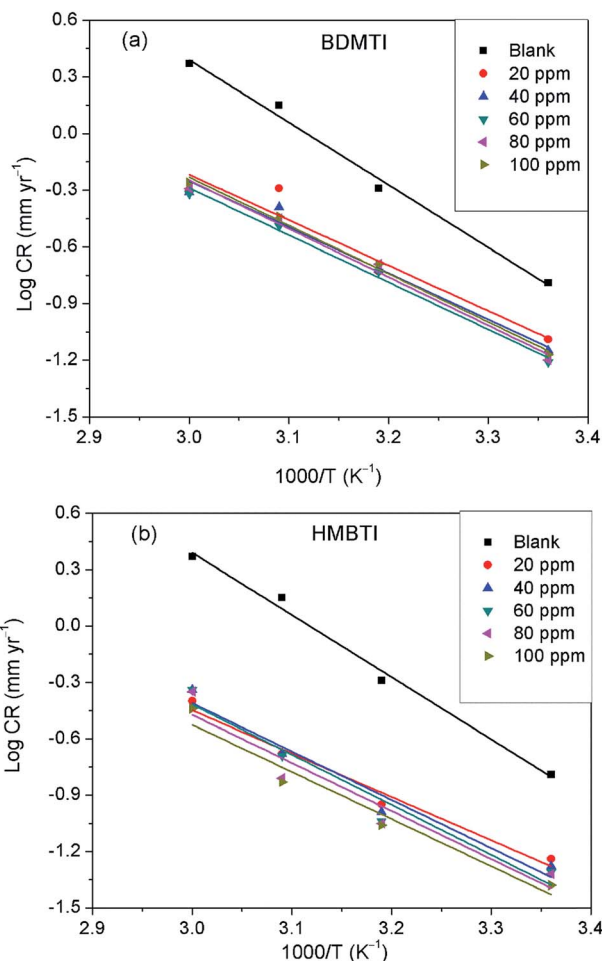 (a)
BDMTI
Blank
20 ppm
40 ppm
60 ppm
80 ppm
100 ppm
0.6
0.3
0.0
-0.3
-0.6
-0.9
-1.2
-1.5
Log CR (mm yr⁻¹)
2.9 3.0 3.1 3.2 3.3 3.4
1000/T (K⁻¹)
(b)
HMBTI
Blank
20 ppm
40 ppm
60 ppm
80 ppm
100 ppm
0.6
0.3
0.0
-0.3
-0.6
-0.9
-1.2
-1.5
Log CR (mm yr⁻¹)
2.9 3.0 3.1 3.2 3.3 3.4
1000/T (K⁻¹)